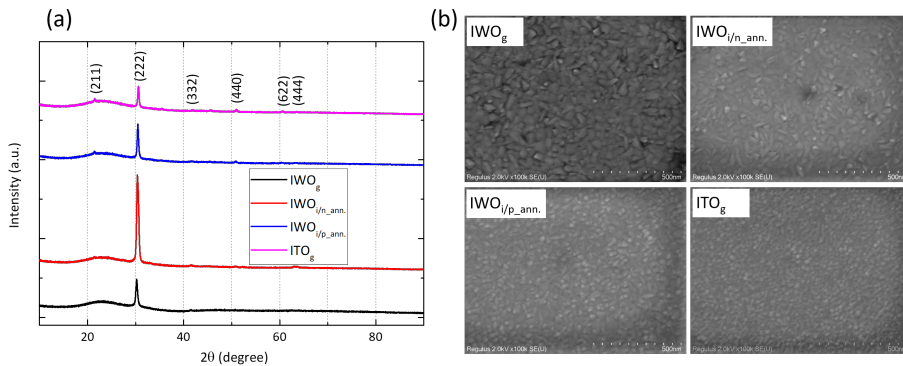 (a)
(211)
(222)
(332)
(440)
(622)
(444)
Intensity (a.u.)
IWOg
IWOi/n_ann.
IWOi/p_ann.
ITOg
20
40
60
80
2θ (degree)
(b)
IWOg
Regulus 2.0kV x100k SE(U)
500nm
IWOi/n_ann.
Regulus 2.0kV x100k SE(U)
500nm
IWOi/p_ann.
Regulus 2.0kV x100k SE(U)
500nm
ITOg
Regulus 2.0kV x100k SE(U)
500nm